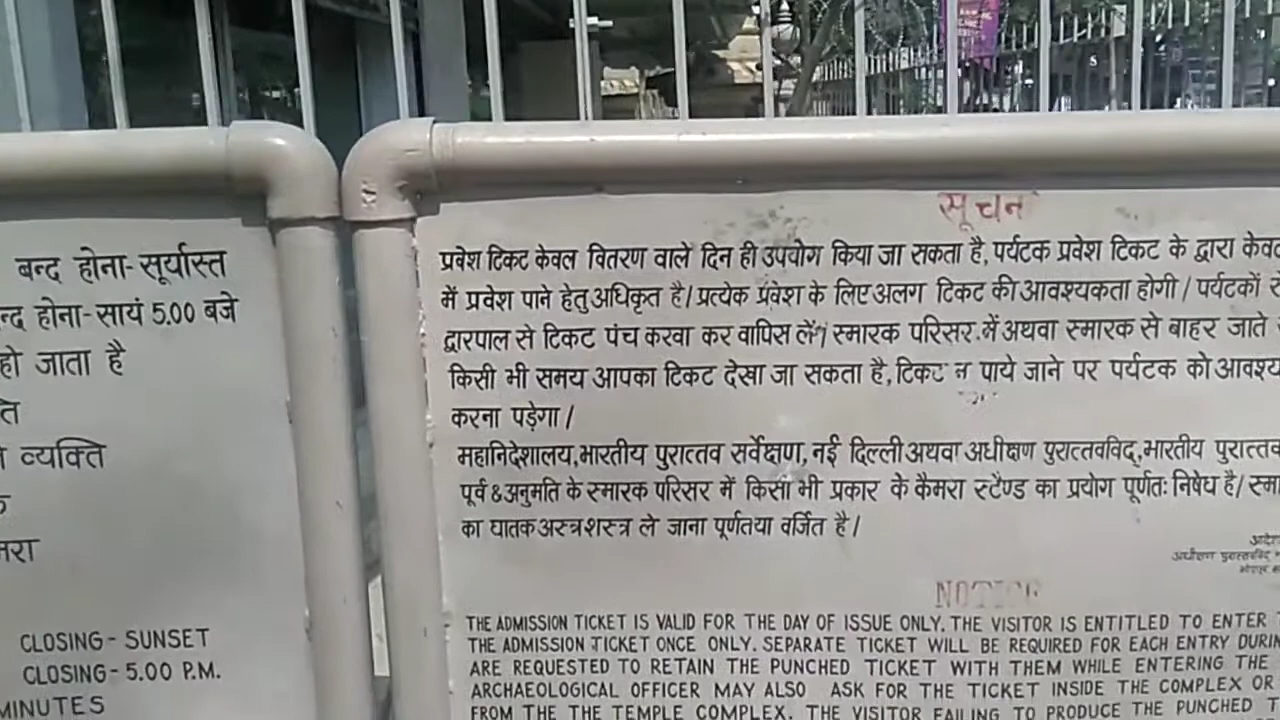 बन्द होना-सूर्यास्त
होना-सायं 5.00 बजे
हो जाता है
व्यक्ति
CLOSING - SUNSET
CLOSING - 5.00 P.M.
MINUTES
सूचना
प्रवेश टिकट केवल वितरण वाले दिन ही उपयोग किया जा सकता है, पर्यटक प्रवेश टिकट के द्वारा
में प्रवेश पाने हेतु अधिकृत है/ प्रत्येक प्रवेश के लिए अलग टिकट की आवश्यकता होगी / पर्यटकों
द्वारपाल से टिकट पंच करवा कर वापिस लें/ स्मारक परिसर में अथवा स्मारक से बाहर जाते
किसी भी समय आपका टिकट देखा जा सकता है, टिकट न पाये जाने पर पर्यटक को
करना पड़ेगा /
महानिदेशालय, भारतीय पुरातत्तव सर्वेक्षण, नई दिल्ली अथवा अधीक्षण पुरातत्तवविद्, भारतीय
पूर्व & अनुमति के स्मारक परिसर में किसी भी प्रकार के कैमरा स्टैण्ड का प्रयोग पूर्णतः निषेध है/
का घातक अस्त्रशस्त्र ले जाना पूर्णतया वर्जित है /
NOTICE
THE ADMISSION TICKET IS VALID FOR THE DAY OF ISSUE ONLY. THE VISITOR IS ENTITLED TO ENTER
THE ADMISSION TICKET ONCE ONLY. SEPARATE TICKET WILL BE REQUIRED FOR EACH ENTRY
ARE REQUESTED TO RETAIN THE PUNCHED TICKET WITH THEM WHILE ENTERING THE
ARCHAEOLOGICAL OFFICER MAY ALSO ASK FOR THE TICKET INSIDE THE COMPLEX OR
FROM THE THE TEMPLE COMPLEX. THE VISITOR FAILING TO PRODUCE THE PUNCHED